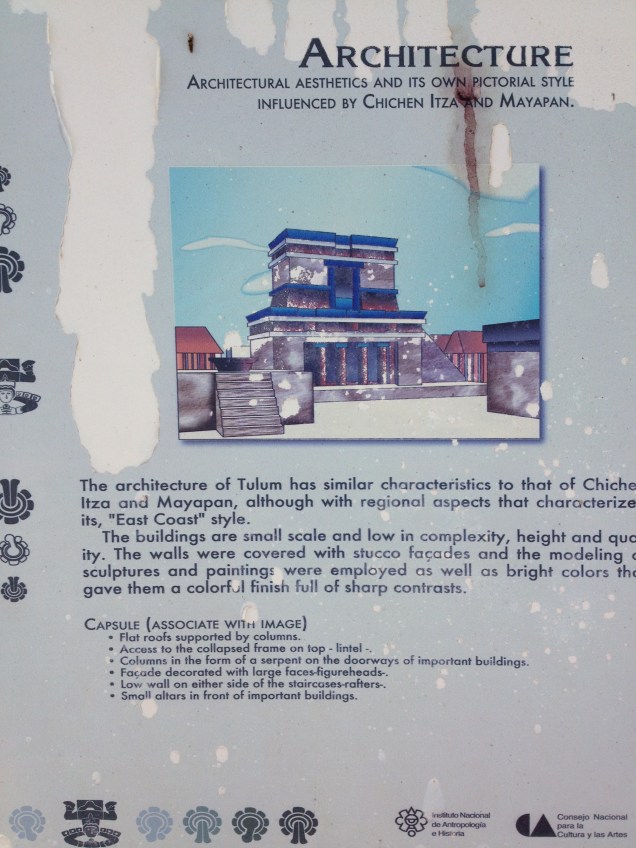 ARCHITECTURE
ARCHITECTURAL AESTHETICS AND ITS OWN PICTORIAL STYLE
INFLUENCED BY CHICHEN ITZA AND MAYAPAN.
The architecture of Tulum has similar characteristics to that of Chiche
Itza and Mayapan, although with regional aspects that characterize
its, "East Coast" style.
The buildings are small scale and low in complexity, height and qua
ity. The walls were covered with stucco façades and the modeling
sculptures and paintings were employed as well as bright colors tha
gave them a colorful finish full of sharp contrasts.
CAPSULE (ASSOCIATE WITH IMAGE)
• Flat roofs supported by columns.
• Access to the collapsed frame on top - lintel -.
• Columns in the form of a serpent on the doorways of important buildings.
• Façade decorated with large faces-figureheads-.
• Low wall on either side of the staircases-rafters-.
• Small altars in front of important buildings.
Instituto Nacional
de Antropología
e Historia
Consejo Nacional
para la
Cultura y las Artes